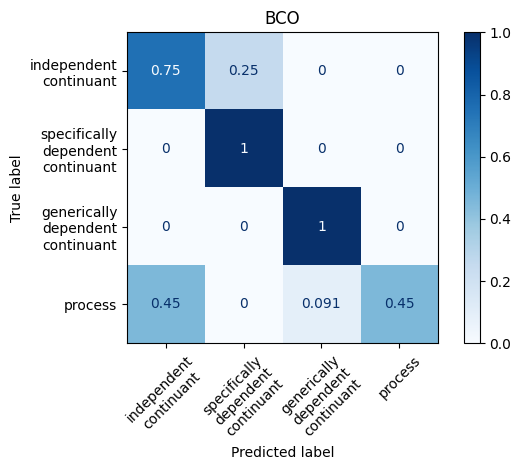 BCO
independent
continuant
specifically
dependent
continuant
generically
dependent
continuant
process
True label
0.75 0.25 0 0
0 1 0 0
0 0 1 0
0.45 0 0.091 0.45
independent
continuant
specifically
dependent
continuant
generically
dependent
continuant
process
Predicted label
1.0
0.8
0.6
0.4
0.2
0.0